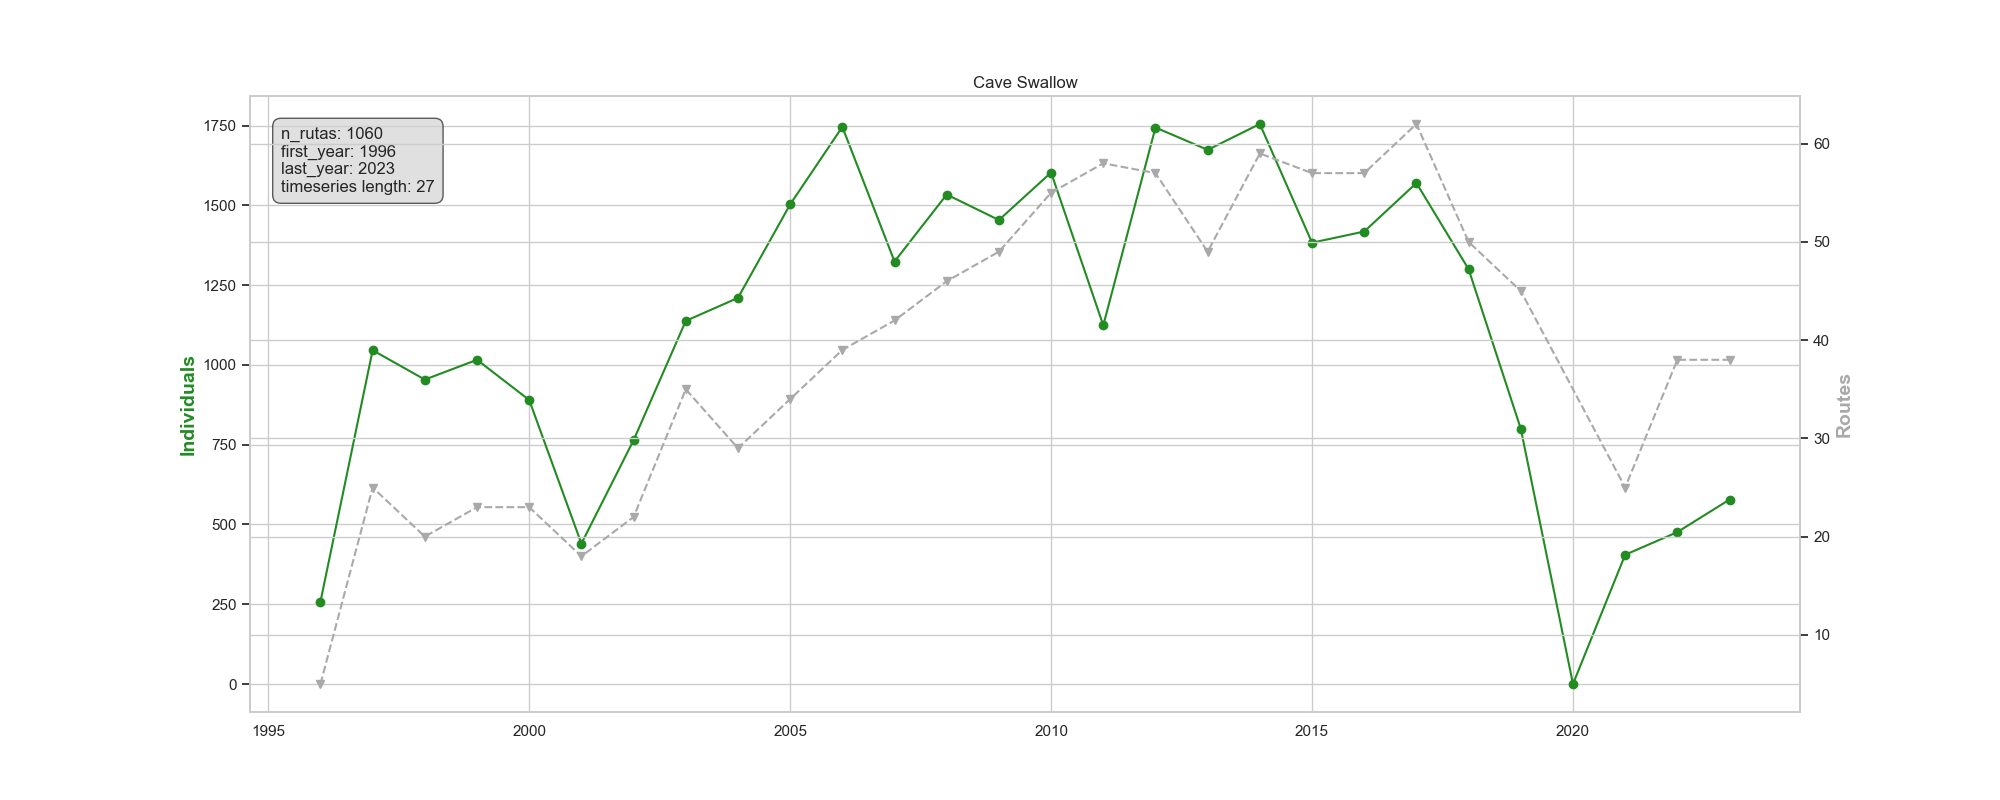 Cave Swallow
n_rutas: 1060
first_year: 1996
last_year: 2023
timeseries length: 27
Individuals
1750
1500
1250
1000
750
500
250
0
60
50
40
30
20
10
Routes
1995
2000
2005
2010
2015
2020